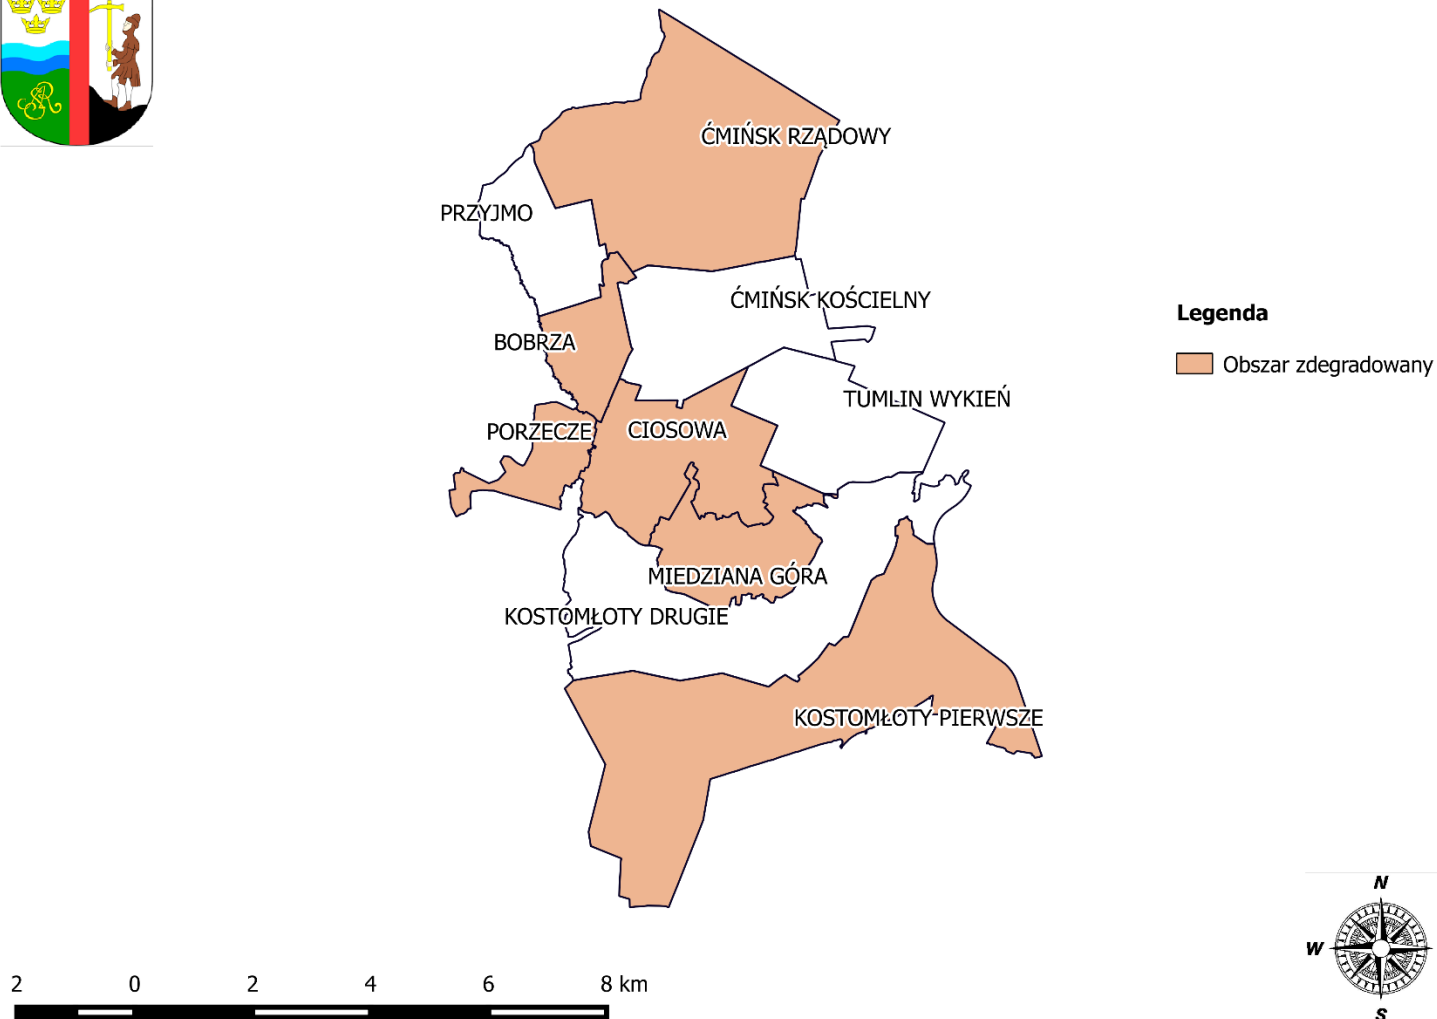 ĆMIŃSK RZĄDOWY
PRZYJMO
ĆMIŃSK KOŚCIELNY
Legenda
BOBRZA
Obszar zdegradowany
TUMLIN WYKIEŃ
PORZECZE
CIOSOWA
MIEDZIANA GÓRA
KOSTOMŁOTY DRUGIE
KOSTOMŁOTY PIERWSZE
N
W
S
2 0 2 4 6 8 km